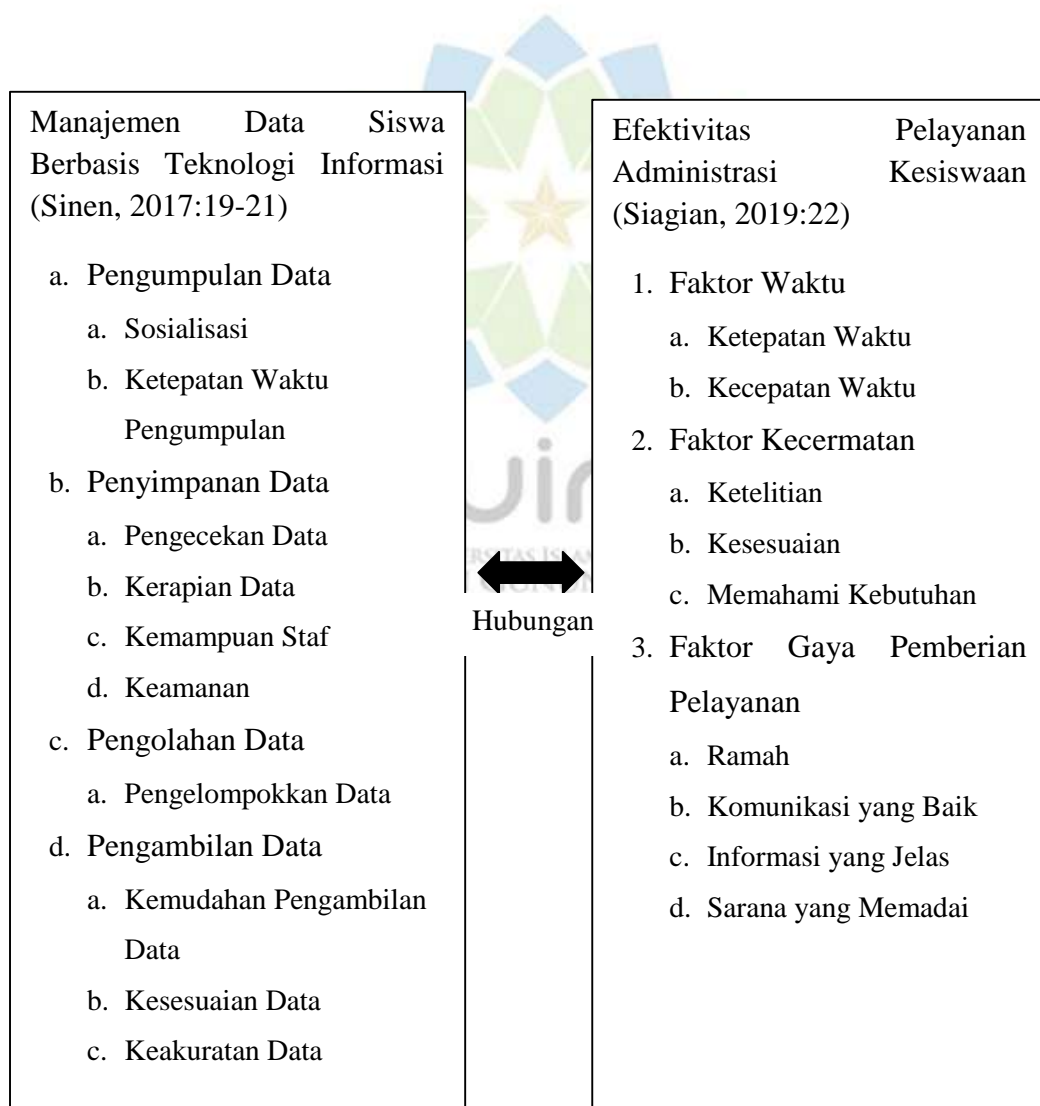 Manajemen Data Siswa
Berbasis Teknologi Informasi
(Sinen, 2017:19-21)
a. Pengumpulan Data
a. Sosialisasi
b. Ketepatan Waktu
Pengumpulan
b. Penyimpanan Data
a. Pengecekan Data
b. Kerapian Data
c. Kemampuan Staf
d. Keamanan
c. Pengolahan Data
a. Pengelompokkan Data
d. Pengambilan Data
a. Kemudahan Pengambilan
Data
b. Kesesuaian Data
c. Keakuratan Data
Hubungan
Efektivitas Pelayanan
Administrasi Kesiswaan
(Siagian, 2019:22)
1. Faktor Waktu
a. Ketepatan Waktu
b. Kecepatan Waktu
2. Faktor Kecermatan
a. Ketelitian
b. Kesesuaian
c. Memahami Kebutuhan
3. Faktor Gaya Pemberian
Pelayanan
a. Ramah
b. Komunikasi yang Baik
c. Informasi yang Jelas
d. Sarana yang Memadai